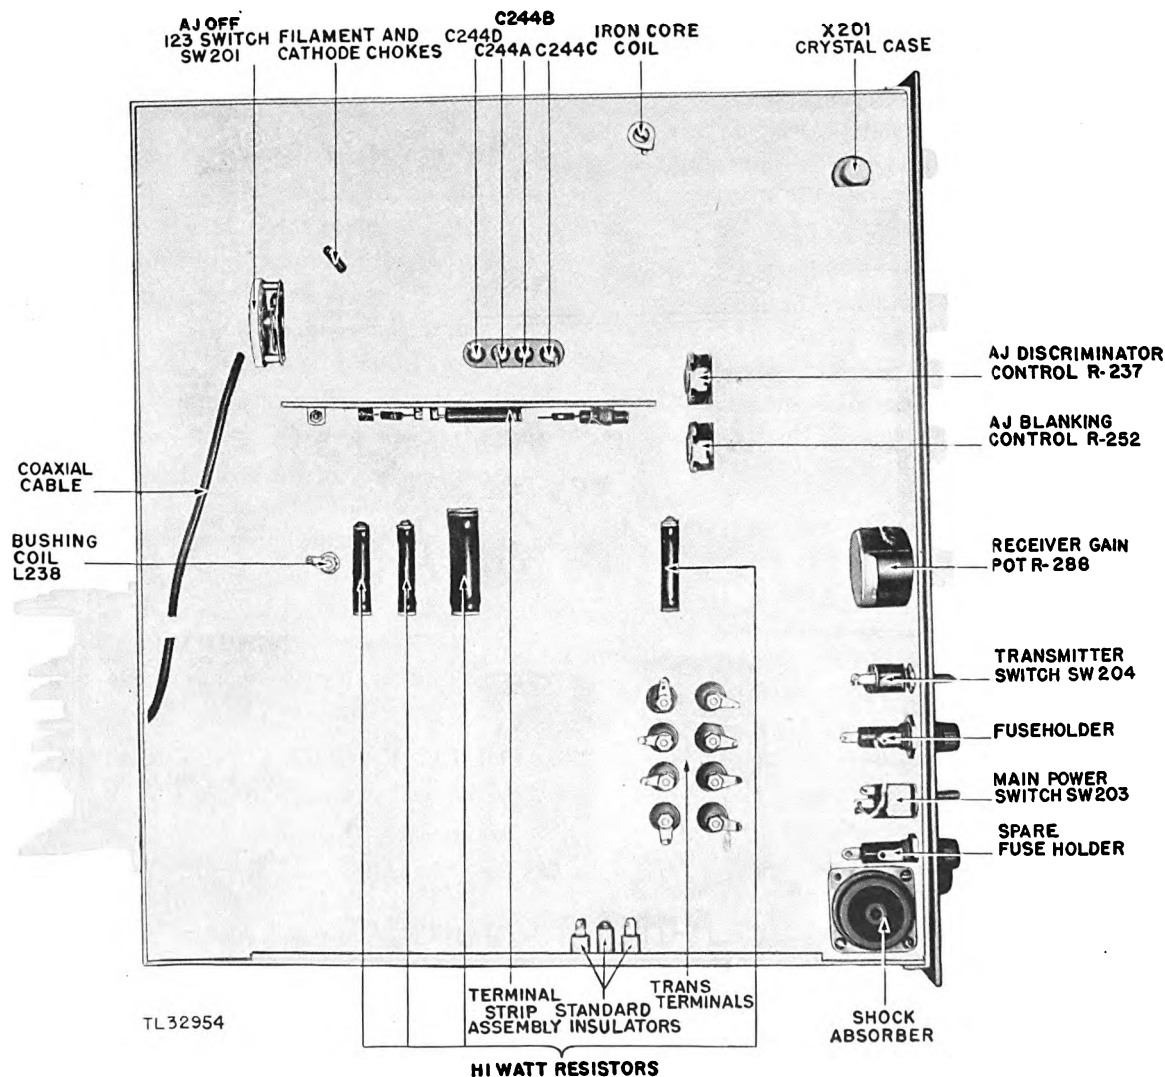 AJ OFF
123 SWITCH
SW201
FILAMENT AND
CATHODE CHOKES
C244D
C244B
C244A C244C
IRON CORE
COIL
X201
CRYSTAL CASE
AJ DISCRIMINATOR
CONTROL R-237
AJ BLANKING
CONTROL R-252
COAXIAL
CABLE
BUSHING
COIL
L238
RECEIVER GAIN
POT R-288
TRANSMITTER
SWITCH SW 204
FUSEHOLDER
MAIN POWER
SWITCH SW203
SPARE
FUSE HOLDER
TERMINAL
STRIP
ASSEMBLY
STANDARD
INSULATORS
TRANS
TERMINALS
SHOCK
ABSORBER
TL32954
HI WATT RESISTORS